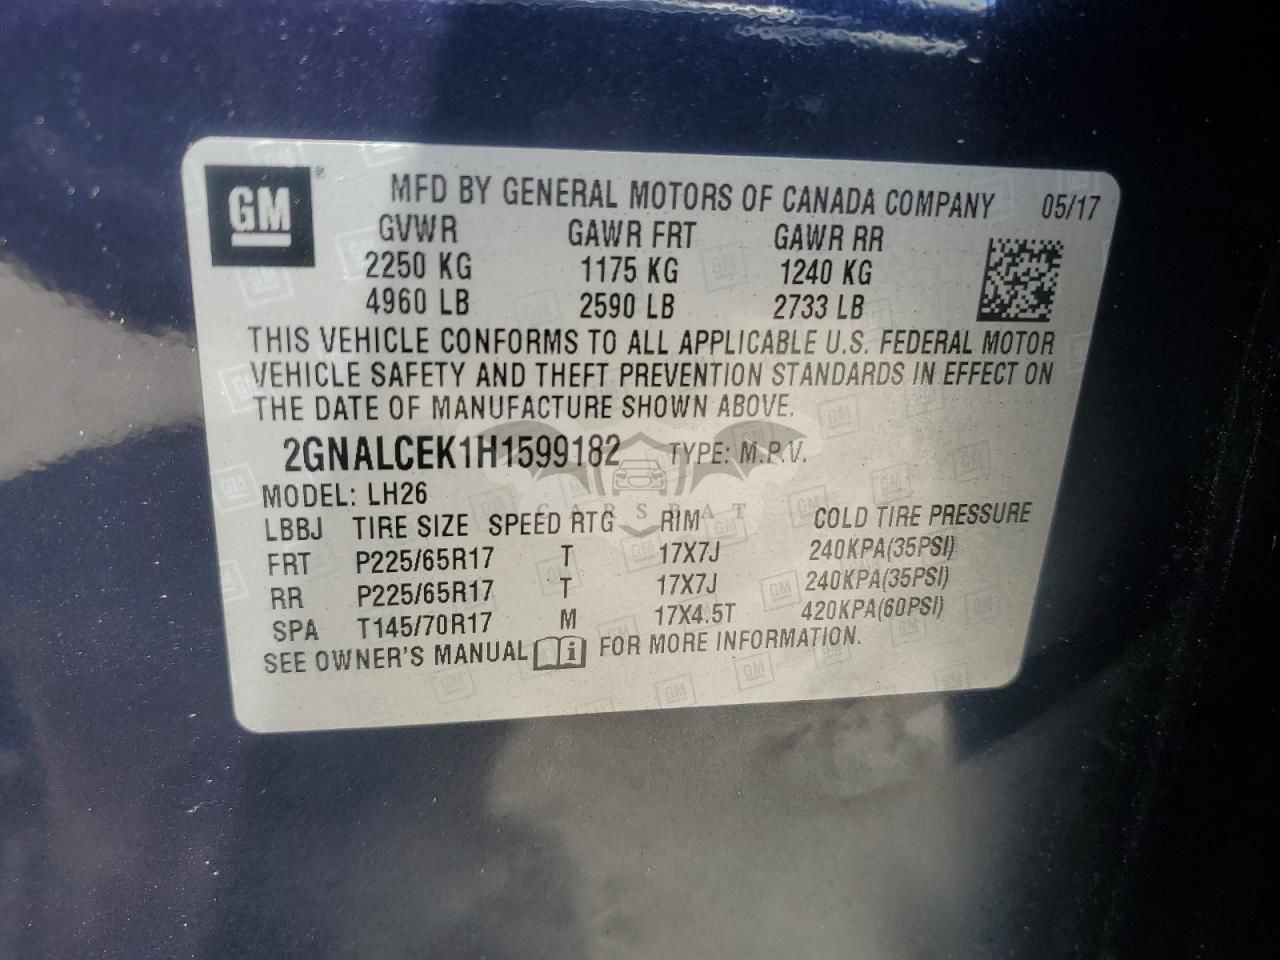 GM ® MFD BY GENERAL MOTORS OF CANADA COMPANY 05/17
GVWR GAWR FRT GAWR RR
2250 KG 1175 KG 1240 KG
4960 LB 2590 LB 2733 LB
THIS VEHICLE CONFORMS TO ALL APPLICABLE U.S. FEDERAL MOTOR
VEHICLE SAFETY AND THEFT PREVENTION STANDARDS IN EFFECT ON
THE DATE OF MANUFACTURE SHOWN ABOVE.
2GNALCEK1H1599182 TYPE: M.P.V.
MODEL: LH26
CARSBAT
LBBJ TIRE SIZE SPEED RTG RIM COLD TIRE PRESSURE
FRT P225/65R17 T 17X7J 240KPA(35PSI)
RR P225/65R17 T 17X7J 240KPA(35PSI)
SPA T145/70R17 M 17X4.5T 420KPA(60PSI)
SEE OWNER'S MANUAL i FOR MORE INFORMATION.